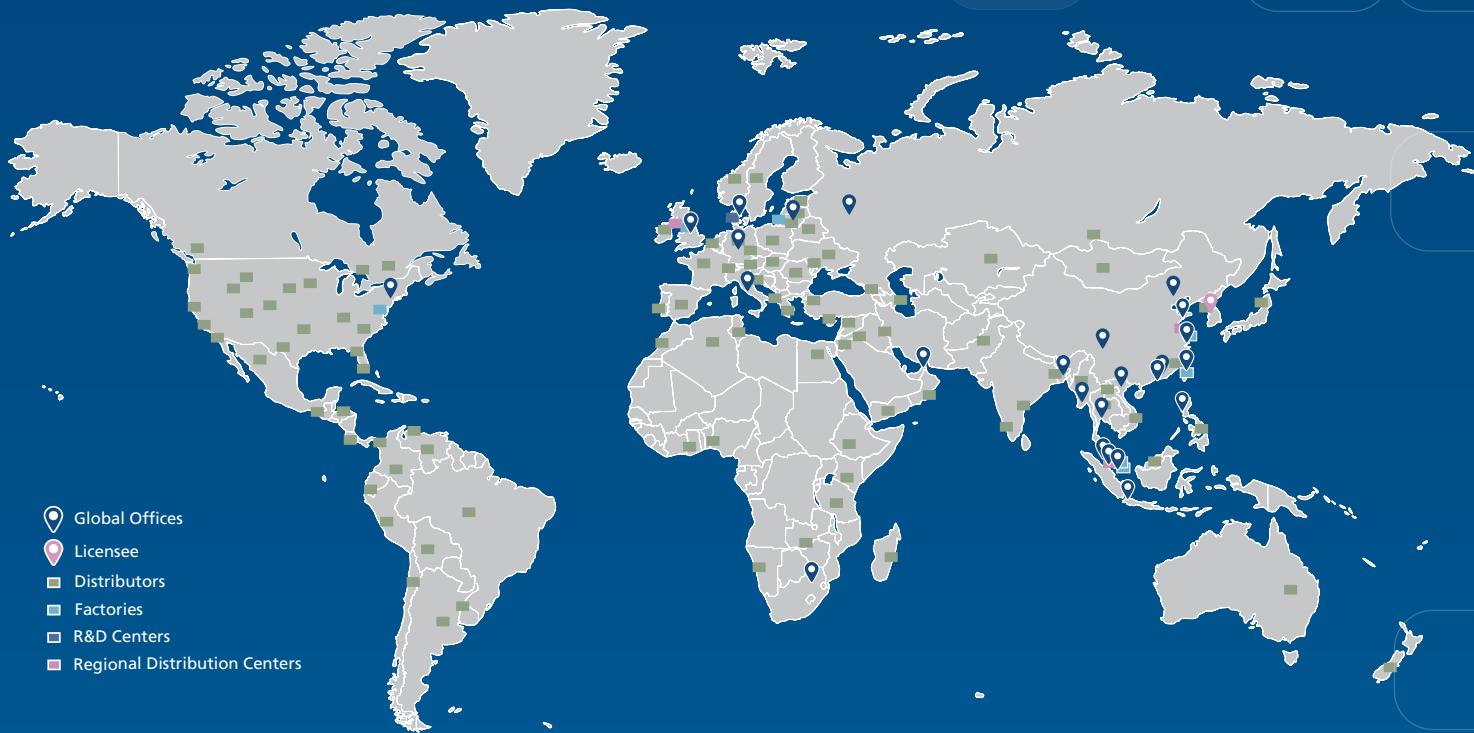 Global Offices
Licensee
Distributors
Factories
R&D Centers
Regional Distribution Centers